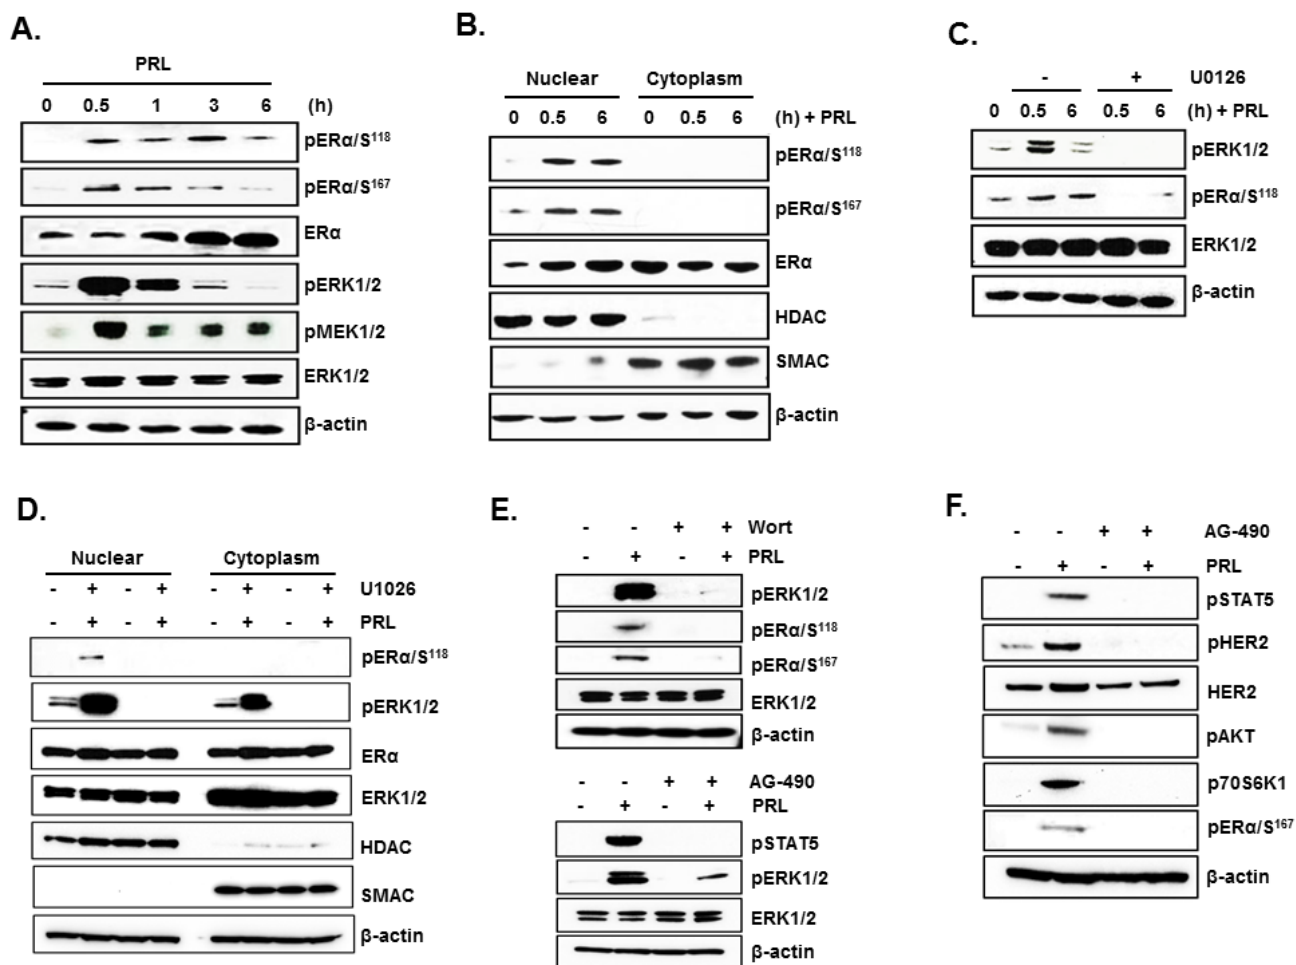 A.
PRL
0 0.5 1 3 6 (h)
pERα/S118
pERα/S167
ERα
pERK1/2
pMEK1/2
ERK1/2
β-actin
B.
Nuclear Cytoplasm
0 0.5 6 0 0.5 6 (h) + PRL
pERα/S118
pERα/S167
ERα
HDAC
SMAC
β-actin
C.
- + U0126
0 0.5 6 0.5 6 (h) + PRL
pERK1/2
pERα/S118
ERK1/2
β-actin
D.
Nuclear Cytoplasm
- + - + - + - + U1026
- + - + - + - + PRL
pERα/S118
pERK1/2
ERα
ERK1/2
HDAC
SMAC
β-actin
E.
- - + + Wort
- + - + PRL
pERK1/2
pERα/S118
pERα/S167
ERK1/2
β-actin
- - + + AG-490
- + - + PRL
pSTAT5
pERK1/2
ERK1/2
β-actin
F.
- - + + AG-490
- + - + PRL
pSTAT5
pHER2
HER2
pAKT
p70S6K1
pERα/S167
β-actin